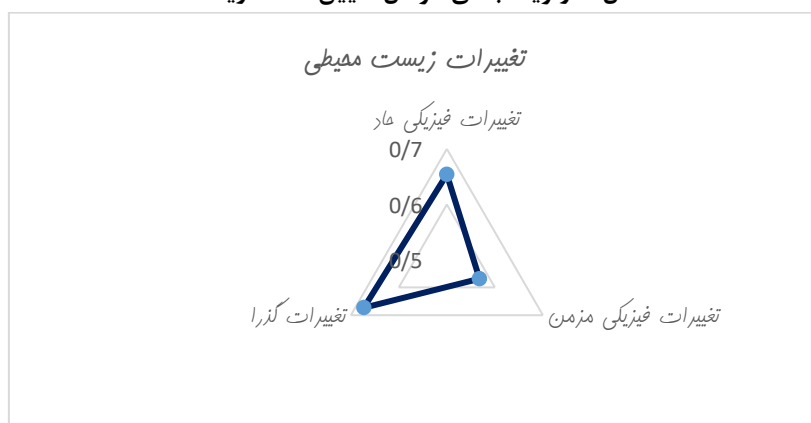 تغییرات زیست محیطی
تغییرات فیزیکی حاد
0/7
0/6
0/5
تغییرات فیزیکی مزمن
تغییرات گذرا